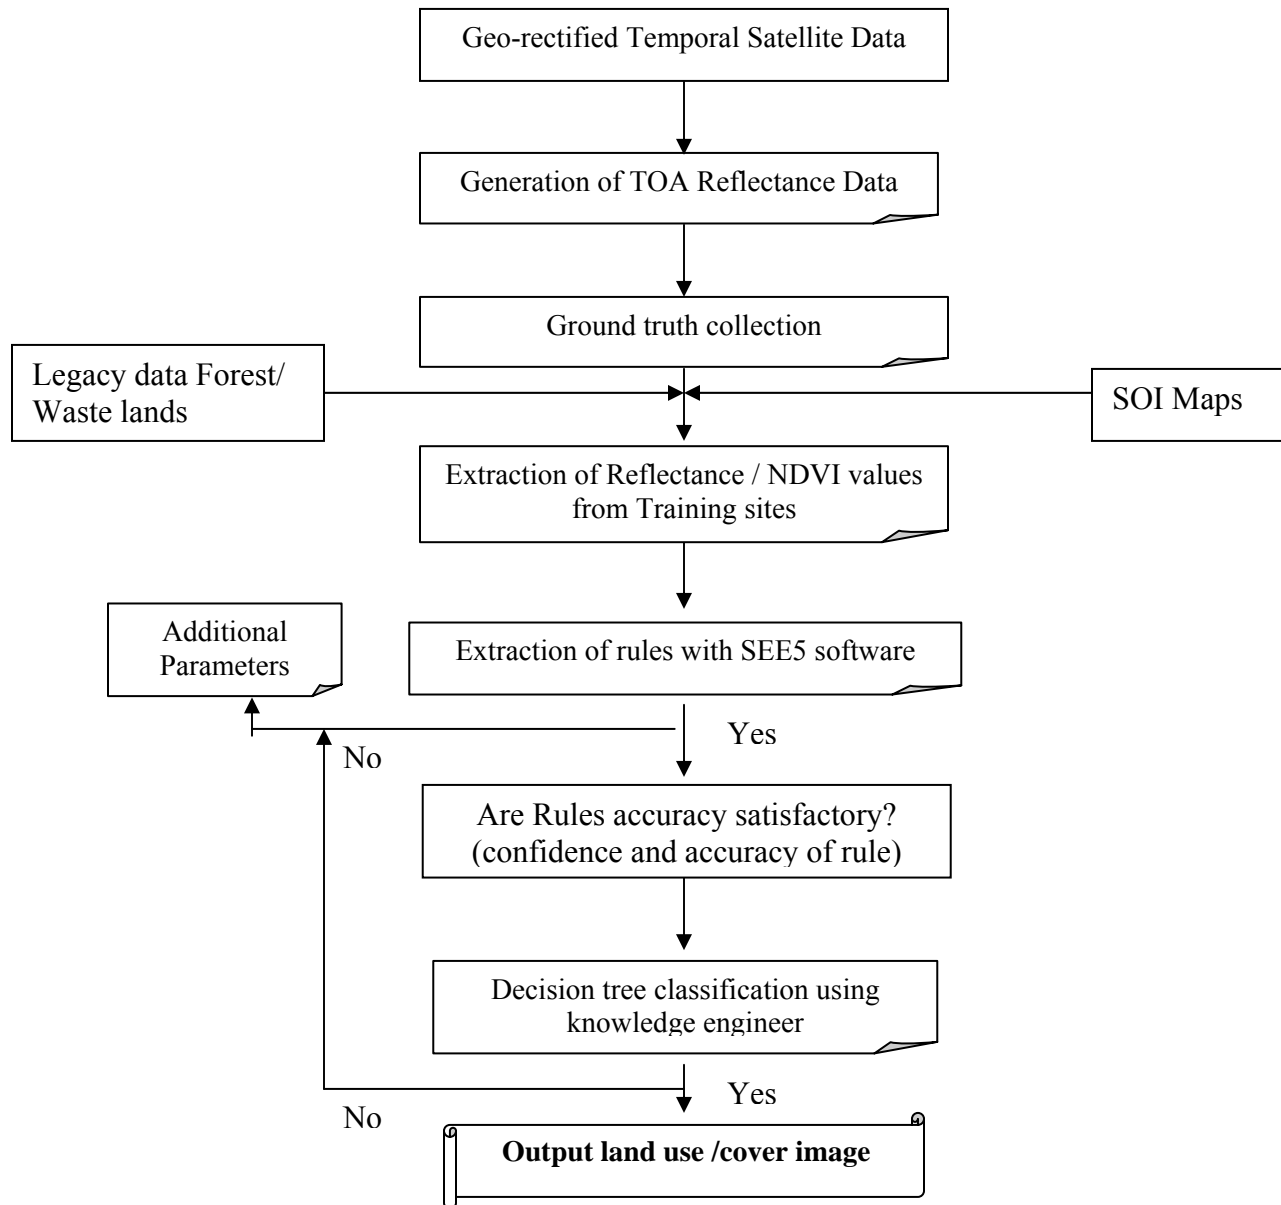 Geo-rectified Temporal Satellite Data
Generation of TOA Reflectance Data
Ground truth collection
Legacy data Forest/
Waste lands
SOI Maps
Extraction of Reflectance / NDVI values
from Training sites
Additional
Parameters
Extraction of rules with SEE5 software
Yes
No
Are Rules accuracy satisfactory?
(confidence and accuracy of rule)
Decision tree classification using
knowledge engineer
Yes
No
Output land use /cover image